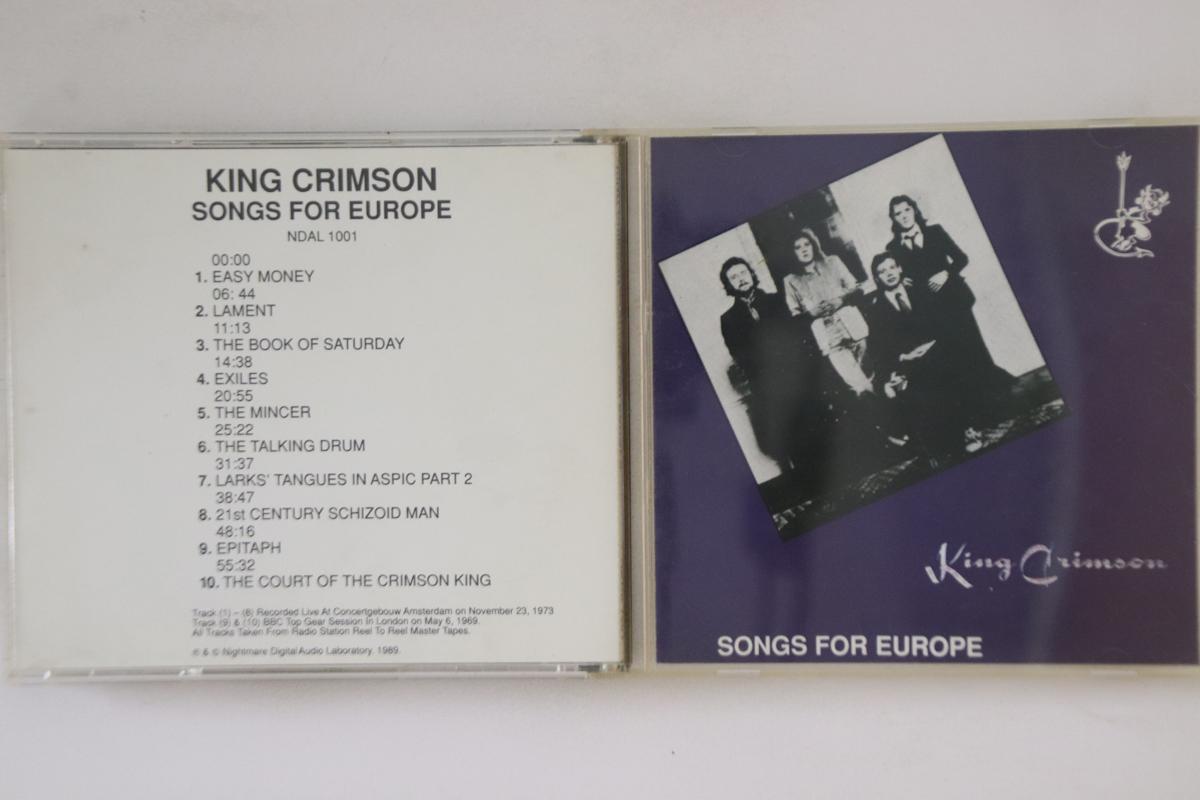 KING CRIMSON
SONGS FOR EUROPE
NDAL 1001
00:00
1. EASY MONEY
06: 44
2. LAMENT
11:13
3. THE BOOK OF SATURDAY
14:38
4. EXILES
20:55
5. THE MINCER
25:22
6. THE TALKING DRUM
31:37
7. LARKS' TANGUES IN ASPIC PART 2
38:47
8. 21st CENTURY SCHIZOID MAN
48:16
9. EPITAPH
55:32
10. THE COURT OF THE CRIMSON KING
Track (1) – (8) Recorded Live At Concertgebouw Amsterdam on November 23, 1973
Track (9) & (10) BBC Top Gear Session In London on May 6, 1969.
All Tracks Taken From Radio Station Reel To Reel Master Tapes.
℗ & © Nightmare Digital Audio Laboratory. 1989.
King Crimson
SONGS FOR EUROPE